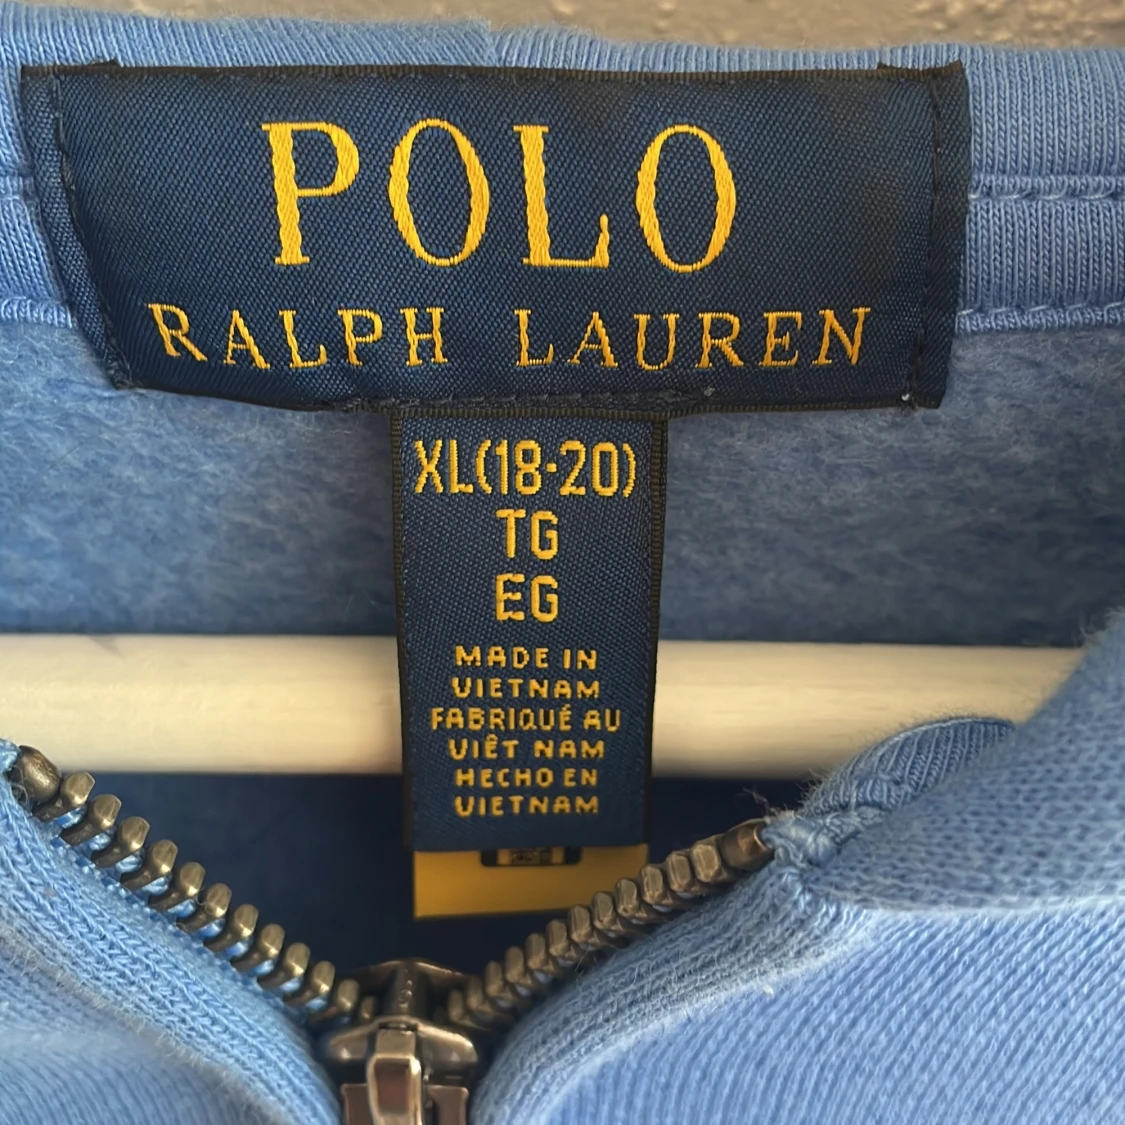 POLO
RALPH LAUREN
XL(18-20)
TG
EG
MADE IN
VIETNAM
FABRIQUÉ AU
VIÊT NAM
HECHO EN
VIETNAM